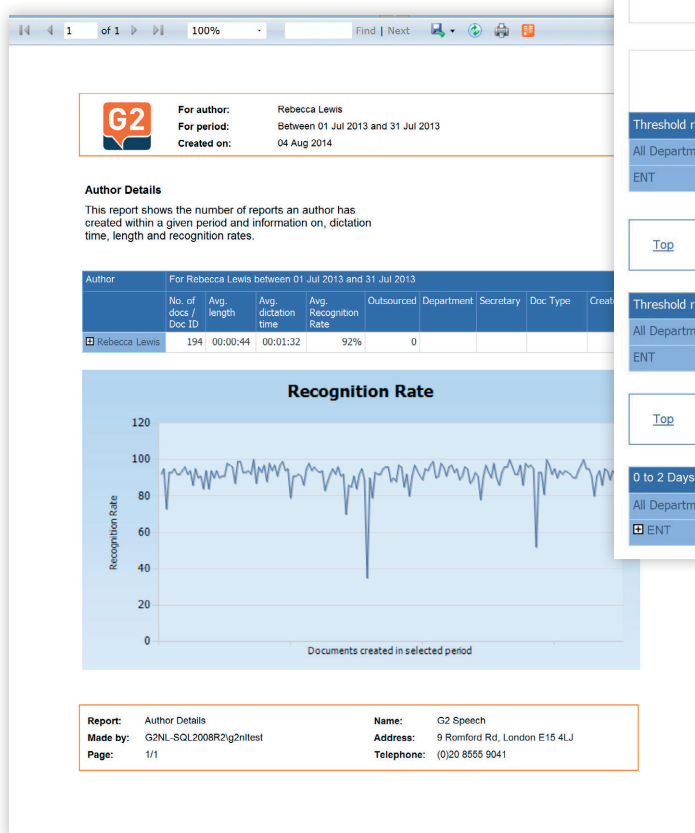 1 of 1 100% Find | Next
G2
For author: Rebecca Lewis
For period: Between 01 Jul 2013 and 31 Jul 2013
Created on: 04 Aug 2014
Author Details
This report shows the number of reports an author has
created within a given period and information on, dictation
time, length and recognition rates.
Author For Rebecca Lewis between 01 Jul 2013 and 31 Jul 2013
No. of docs / Doc ID Avg. length Avg. dictation time Avg. Recognition Rate Outsourced Department Secretary Doc Type Creat
Rebecca Lewis 194 00:00:44 00:01:32 92% 0
Recognition Rate
120
100
80
60
40
20
0
Recognition Rate
Documents created in selected period
Report: Author Details
Made by: G2NL-SQL2008R2\g2nltest
Page: 1/1
Name: G2 Speech
Address: 9 Romford Rd, London E15 4LJ
Telephone: (0)20 8555 9041
Threshold r
All Departm
ENT
Top
Threshold r
All Departm
ENT
Top
0 to 2 Days
All Departm
ENT